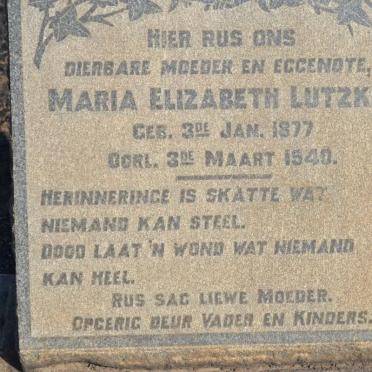 HIER RUS ONS
DIERBARE MOEDER EN EGGENOTE,
MARIA ELIZABETH LUTZK
GEB. 3DE JAN. 1877
OORL. 3DE MAART 1940.
HERINNERINGE IS SKATTE WAT
NIEMAND KAN STEEL.
DOOD LAAT 'N WOND WAT NIEMAND
KAN HEEL.
RUS SAG LIEWE MOEDER.
OPGERIG DEUR VADER EN KINDERS.